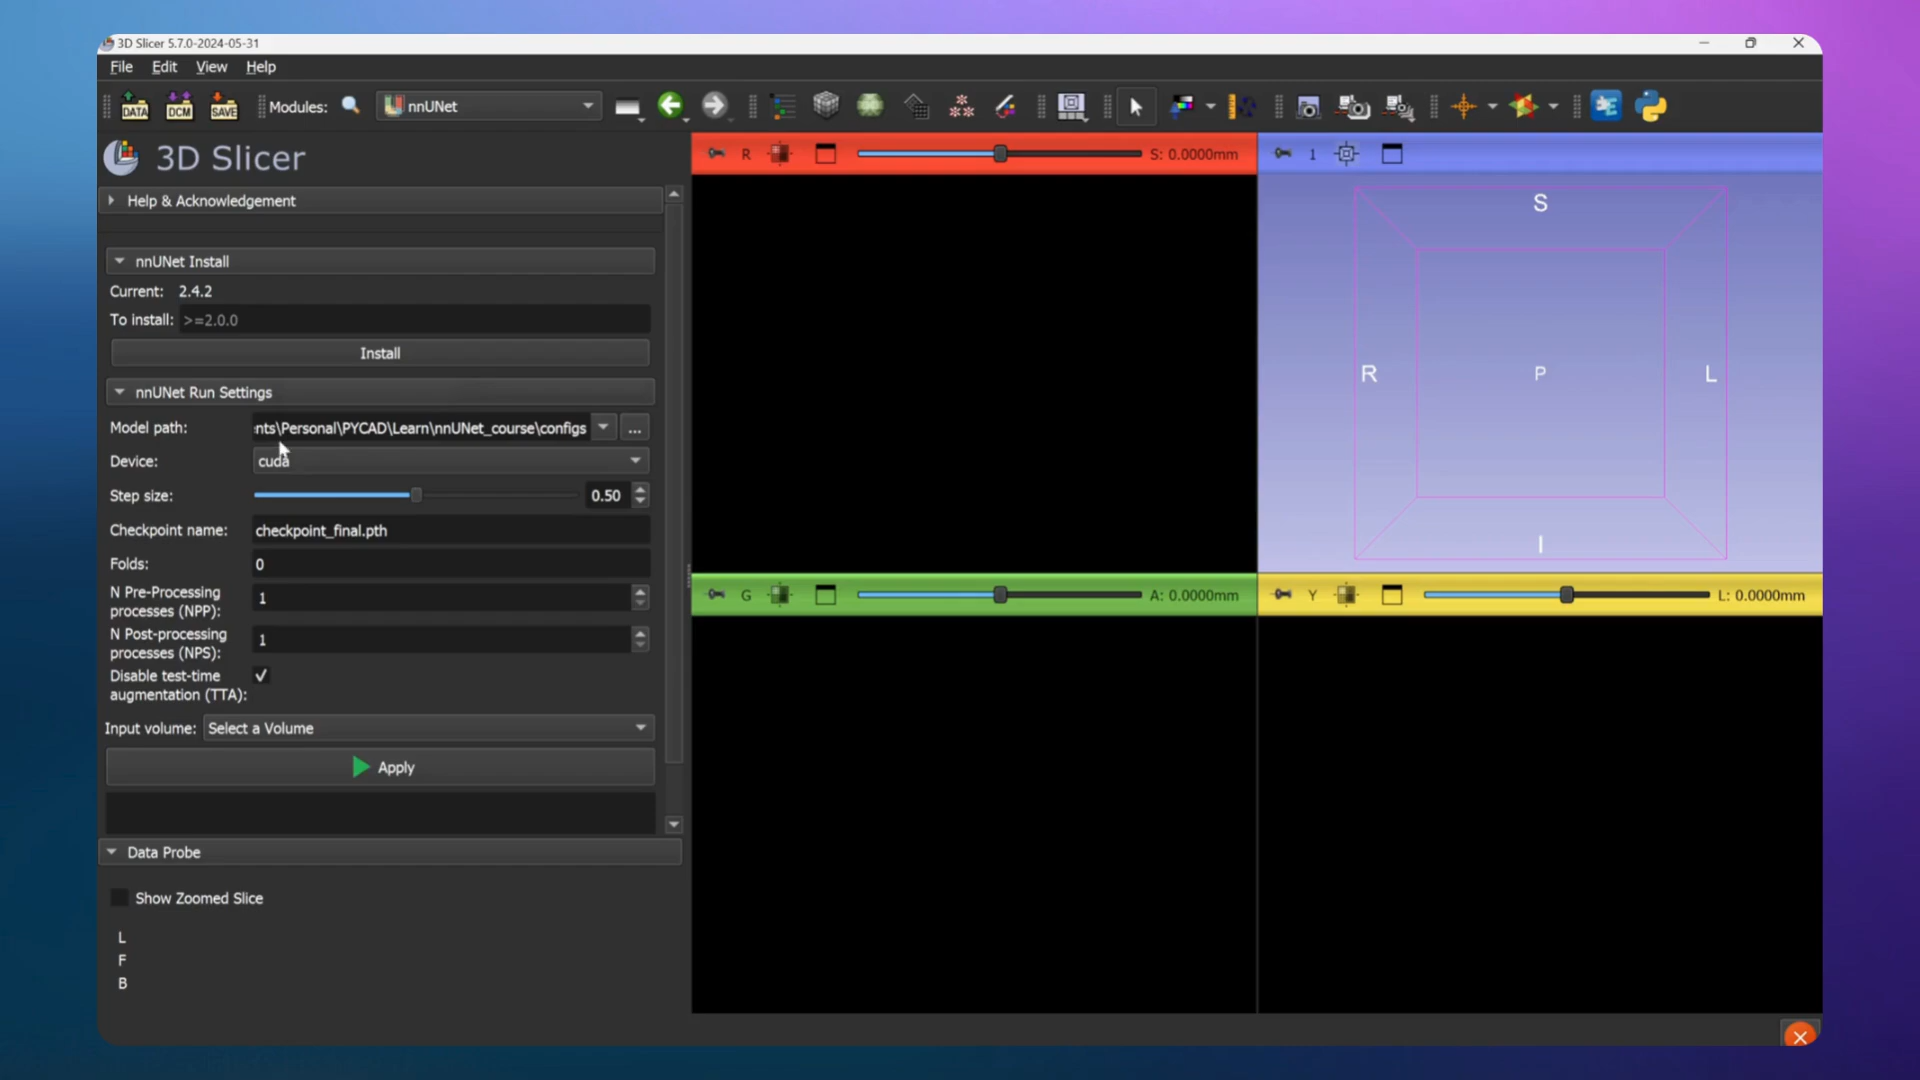 3D Slicer 5.7.0-2024-05-31
File Edit View Help
DATA DCM SAVE Modules: nnUNet
3D Slicer
Help & Acknowledgement
nnUNet Install
Current: 2.4.2
To install: >=2.0.0
Install
nnUNet Run Settings
Model path: nts\Personal\PYCAD\Learn\nnUNet_course\configs ...
Device: cuda
Step size: 0.50
Checkpoint name: checkpoint_final.pth
Folds: 0
N Pre-Processing
processes (NPP): 1
N Post-processing
processes (NPS): 1
Disable test-time
augmentation (TTA):
Input volume: Select a Volume
Apply
Data Probe
Show Zoomed Slice
L
F
B
R S: 0.0000mm
1
S
R P L
I
G A: 0.0000mm
Y L: 0.0000mm